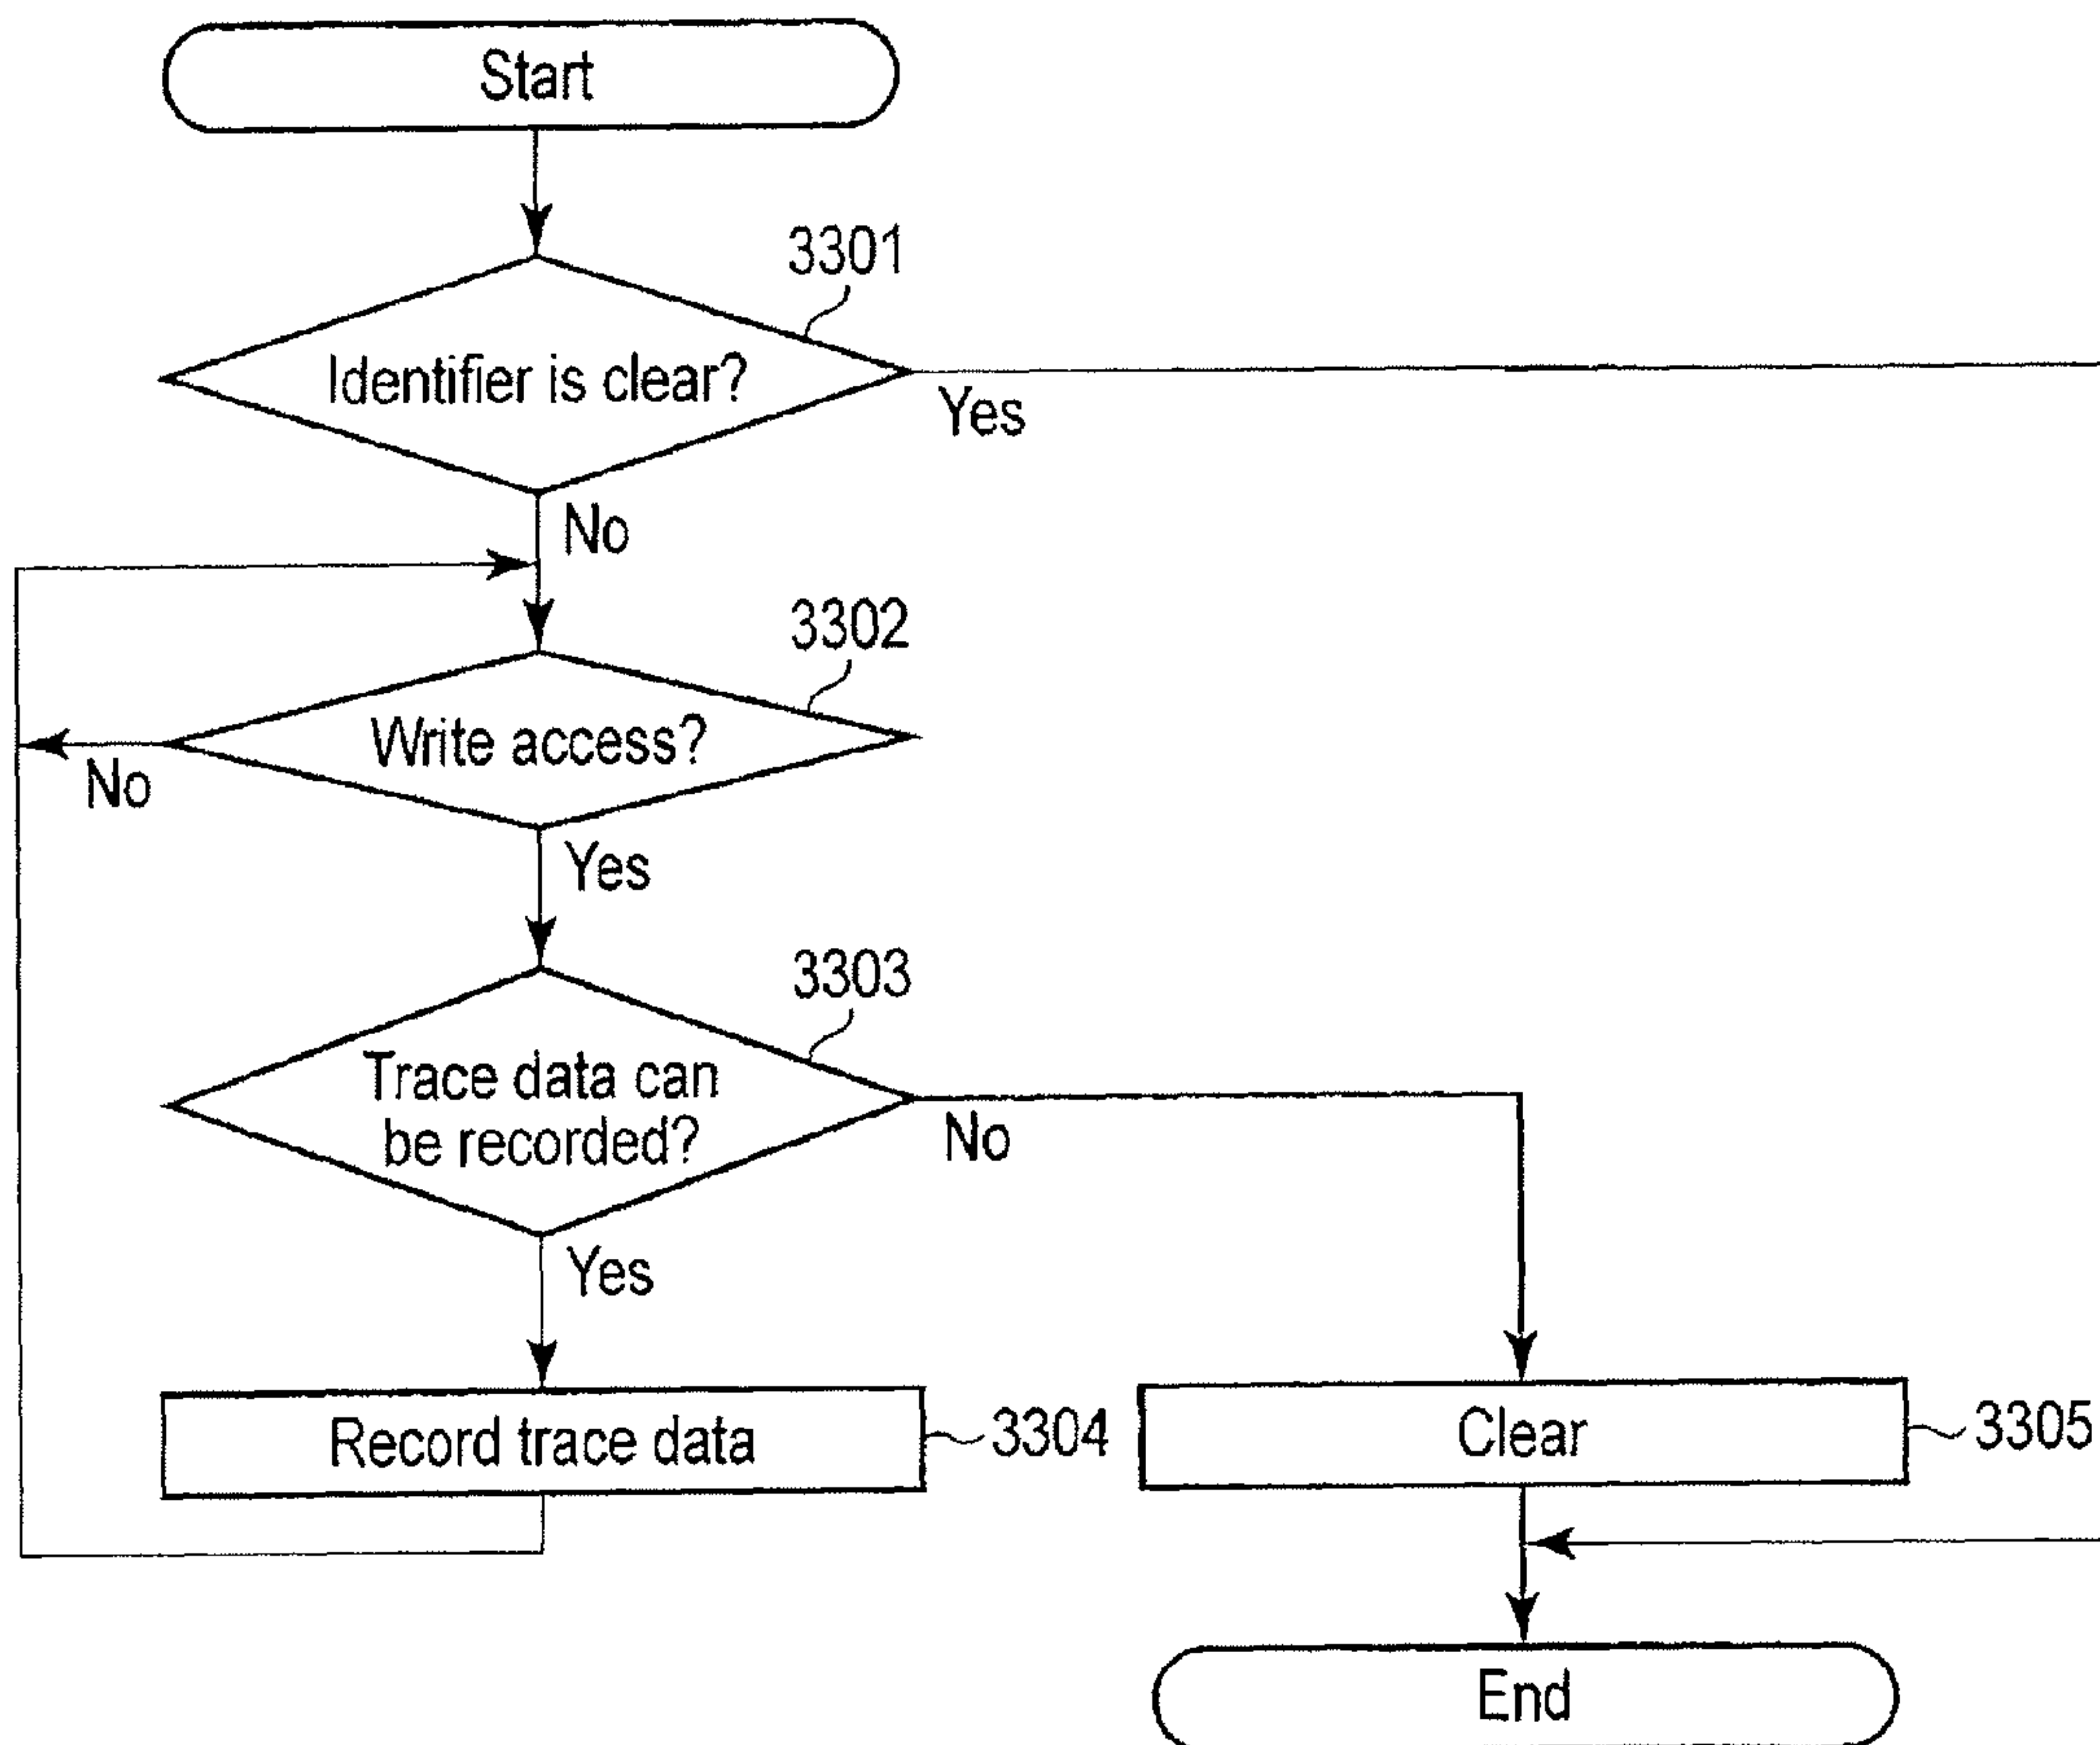 Start
3301
Identifier is clear?
Yes
No
3302
Write access?
No
Yes
3303
Trace data can
be recorded?
No
Yes
Record trace data
3304
Clear
3305
End